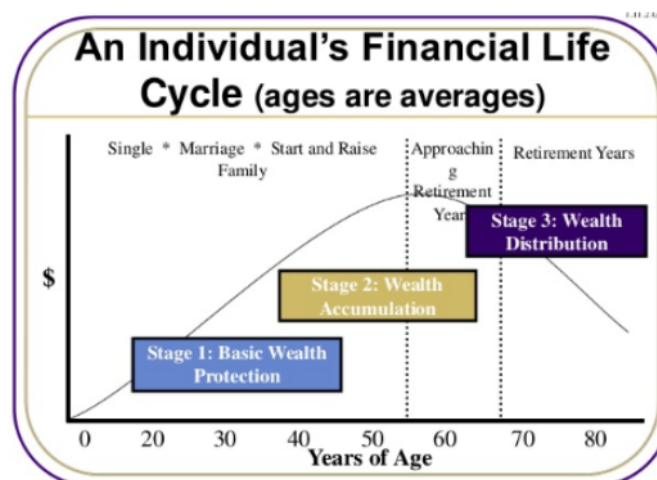 An Individual's Financial Life
Cycle (ages are averages)
Single * Marriage * Start and Raise
Family
Approachin
g
Retirement
Year
Retirement Years
Stage 3: Wealth
Distribution
$
Stage 2: Wealth
Accumulation
Stage 1: Basic Wealth
Protection
0 20 30 40 50 60 70 80
Years of Age